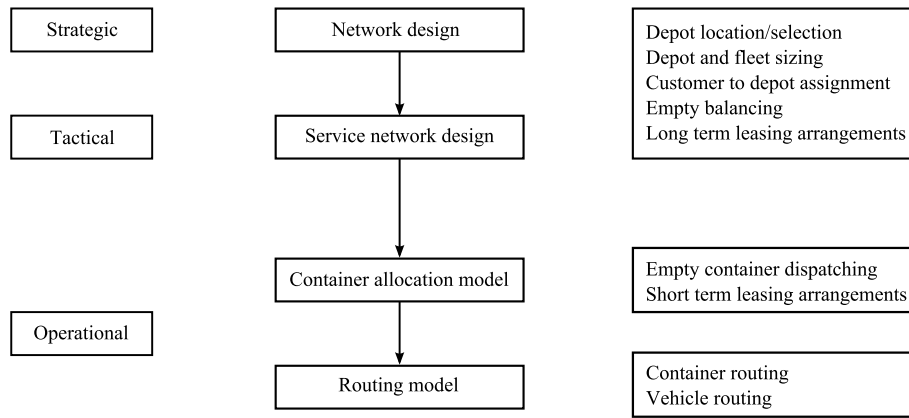 Strategic
Network design
Depot location/selection
Depot and fleet sizing
Customer to depot assignment
Empty balancing
Long term leasing arrangements
Tactical
Service network design
Container allocation model
Empty container dispatching
Short term leasing arrangements
Operational
Routing model
Container routing
Vehicle routing